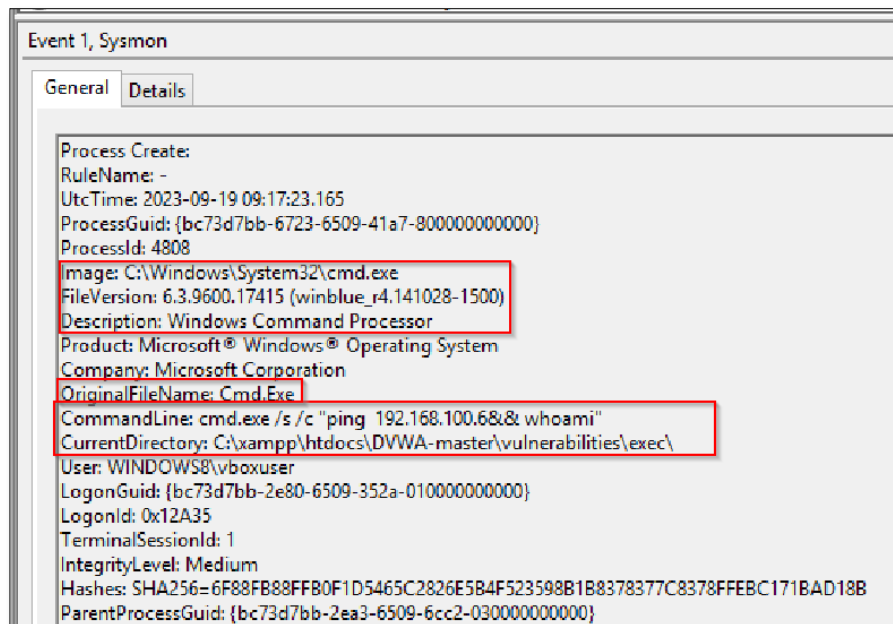 Event 1, Sysmon
General Details
Process Create:
RuleName: -
UtcTime: 2023-09-19 09:17:23.165
ProcessGuid: {bc73d7bb-6723-6509-41a7-800000000000}
ProcessId: 4808
Image: C:\Windows\System32\cmd.exe
FileVersion: 6.3.9600.17415 (winblue_r4.141028-1500)
Description: Windows Command Processor
Product: Microsoft® Windows® Operating System
Company: Microsoft Corporation
OriginalFileName: Cmd.Exe
CommandLine: cmd.exe /s /c "ping  192.168.100.6&& whoami"
CurrentDirectory: C:\xampp\htdocs\DVWA-master\vulnerabilities\exec\
User: WINDOWS8\vboxuser
LogonGuid: {bc73d7bb-2e80-6509-352a-010000000000}
LogonId: 0x12A35
TerminalSessionId: 1
IntegrityLevel: Medium
Hashes: SHA256=6F88FB88FFB0F1D5465C2826E5B4F523598B1B8378377C8378FFEBC171BAD18B
ParentProcessGuid: {bc73d7bb-2ea3-6509-6cc2-030000000000}